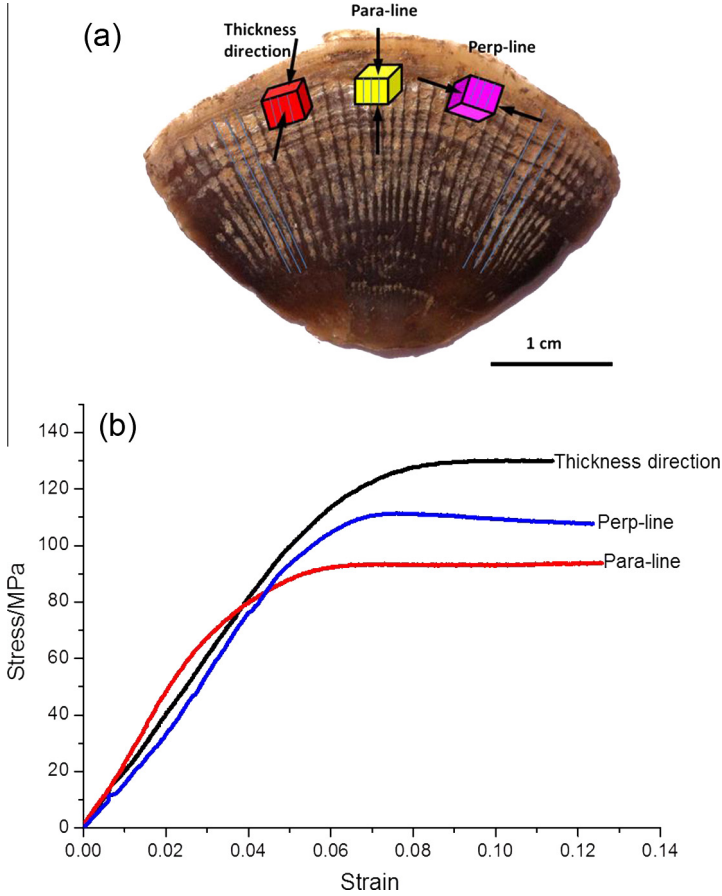 (a)
Para-line
Thickness
direction
Perp-line
1 cm
(b)
140
120
100
80
60
40
20
0
Stress/MPa
Thickness direction
Perp-line
Para-line
0.00 0.02 0.04 0.06 0.08 0.10 0.12 0.14
Strain